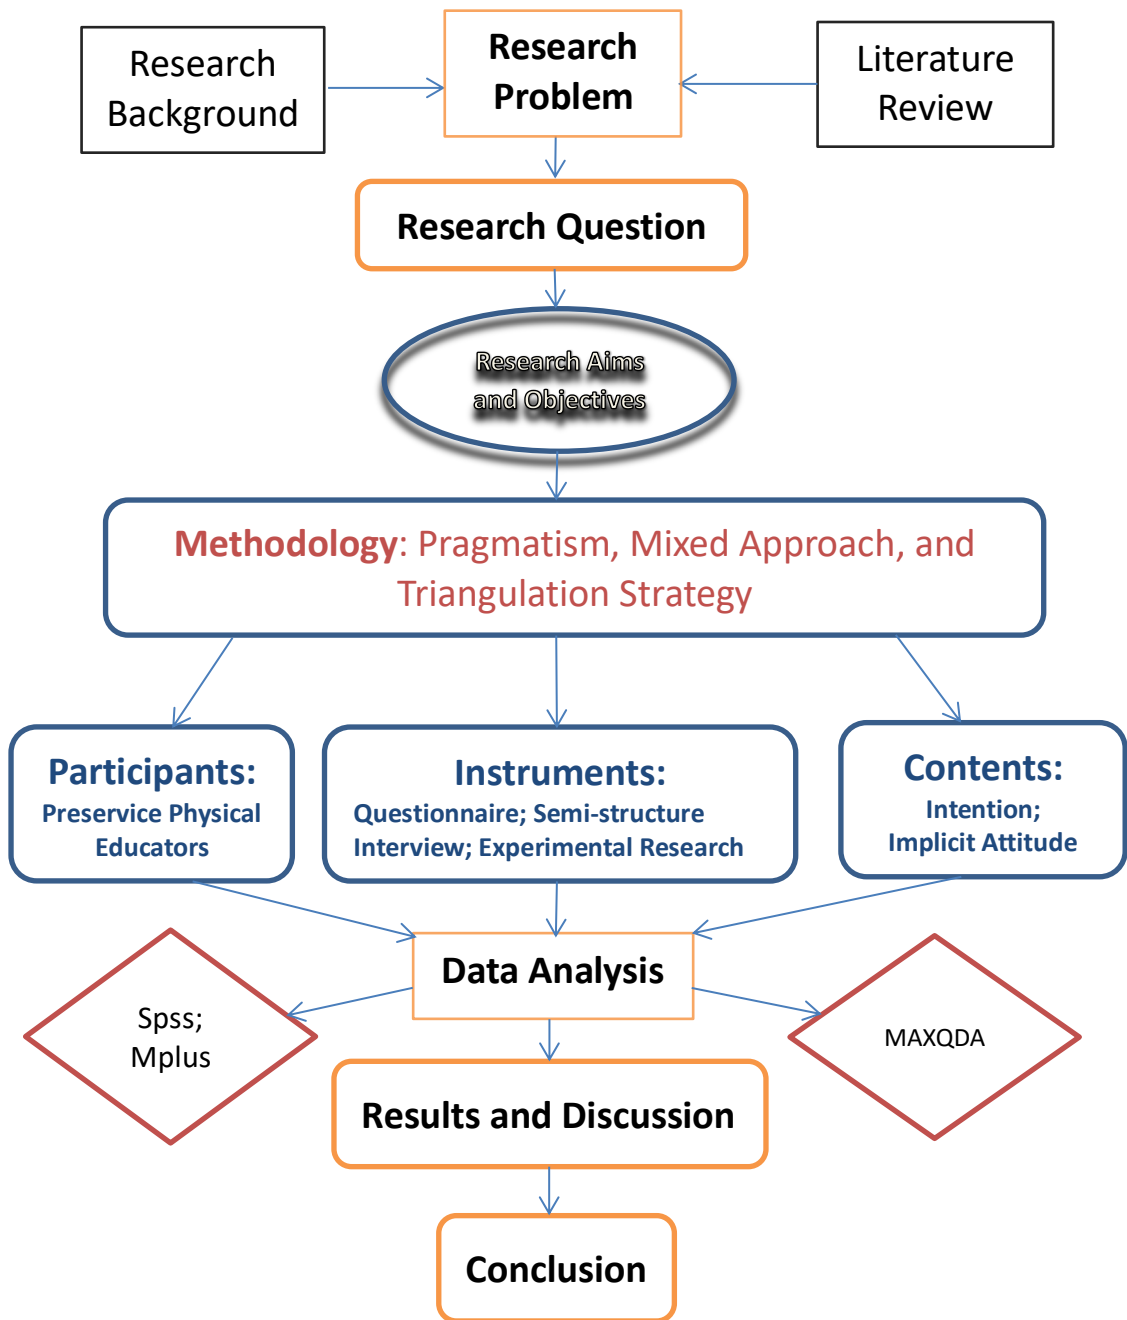 Research
Background
Research
Problem
Literature
Review
Research Question
Research Aims
and Objectives
Methodology: Pragmatism, Mixed Approach, and
Triangulation Strategy
Participants:
Preservice Physical
Educators
Instruments:
Questionnaire; Semi-structure
Interview; Experimental Research
Contents:
Intention;
Implicit Attitude
Data Analysis
Spss;
Mplus
MAXQDA
Results and Discussion
Conclusion